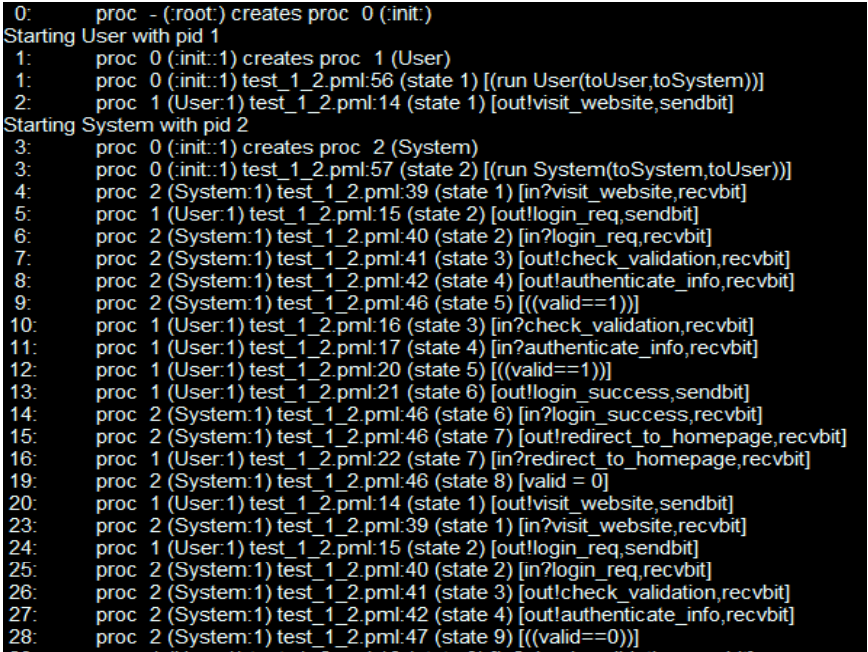 0: proc - (:root:) creates proc 0 (:init:)
Starting User with pid 1
1: proc 0 (:init::1) creates proc 1 (User)
1: proc 0 (:init::1) test_1_2.pml:56 (state 1) [(run User(toUser,toSystem))]
2: proc 1 (User:1) test_1_2.pml:14 (state 1) [out!visit_website,sendbit]
Starting System with pid 2
3: proc 0 (:init::1) creates proc 2 (System)
3: proc 0 (:init::1) test_1_2.pml:57 (state 2) [(run System(toSystem,toUser))]
4: proc 2 (System:1) test_1_2.pml:39 (state 1) [in?visit_website,recvbit]
5: proc 1 (User:1) test_1_2.pml:15 (state 2) [out!login_req,sendbit]
6: proc 2 (System:1) test_1_2.pml:40 (state 2) [in?login_req,recvbit]
7: proc 2 (System:1) test_1_2.pml:41 (state 3) [out!check_validation,recvbit]
8: proc 2 (System:1) test_1_2.pml:42 (state 4) [out!authenticate_info,recvbit]
9: proc 2 (System:1) test_1_2.pml:46 (state 5) [((valid==1))]
10: proc 1 (User:1) test_1_2.pml:16 (state 3) [in?check_validation,recvbit]
11: proc 1 (User:1) test_1_2.pml:17 (state 4) [in?authenticate_info,recvbit]
12: proc 1 (User:1) test_1_2.pml:20 (state 5) [((valid==1))]
13: proc 1 (User:1) test_1_2.pml:21 (state 6) [out!login_success,sendbit]
14: proc 2 (System:1) test_1_2.pml:46 (state 6) [in?login_success,recvbit]
15: proc 2 (System:1) test_1_2.pml:46 (state 7) [out!redirect_to_homepage,recvbit]
16: proc 1 (User:1) test_1_2.pml:22 (state 7) [in?redirect_to_homepage,recvbit]
19: proc 2 (System:1) test_1_2.pml:46 (state 8) [valid = 0]
20: proc 1 (User:1) test_1_2.pml:14 (state 1) [out!visit_website,sendbit]
23: proc 2 (System:1) test_1_2.pml:39 (state 1) [in?visit_website,recvbit]
24: proc 1 (User:1) test_1_2.pml:15 (state 2) [out!login_req,sendbit]
25: proc 2 (System:1) test_1_2.pml:40 (state 2) [in?login_req,recvbit]
26: proc 2 (System:1) test_1_2.pml:41 (state 3) [out!check_validation,recvbit]
27: proc 2 (System:1) test_1_2.pml:42 (state 4) [out!authenticate_info,recvbit]
28: proc 2 (System:1) test_1_2.pml:47 (state 9) [((valid==0))]